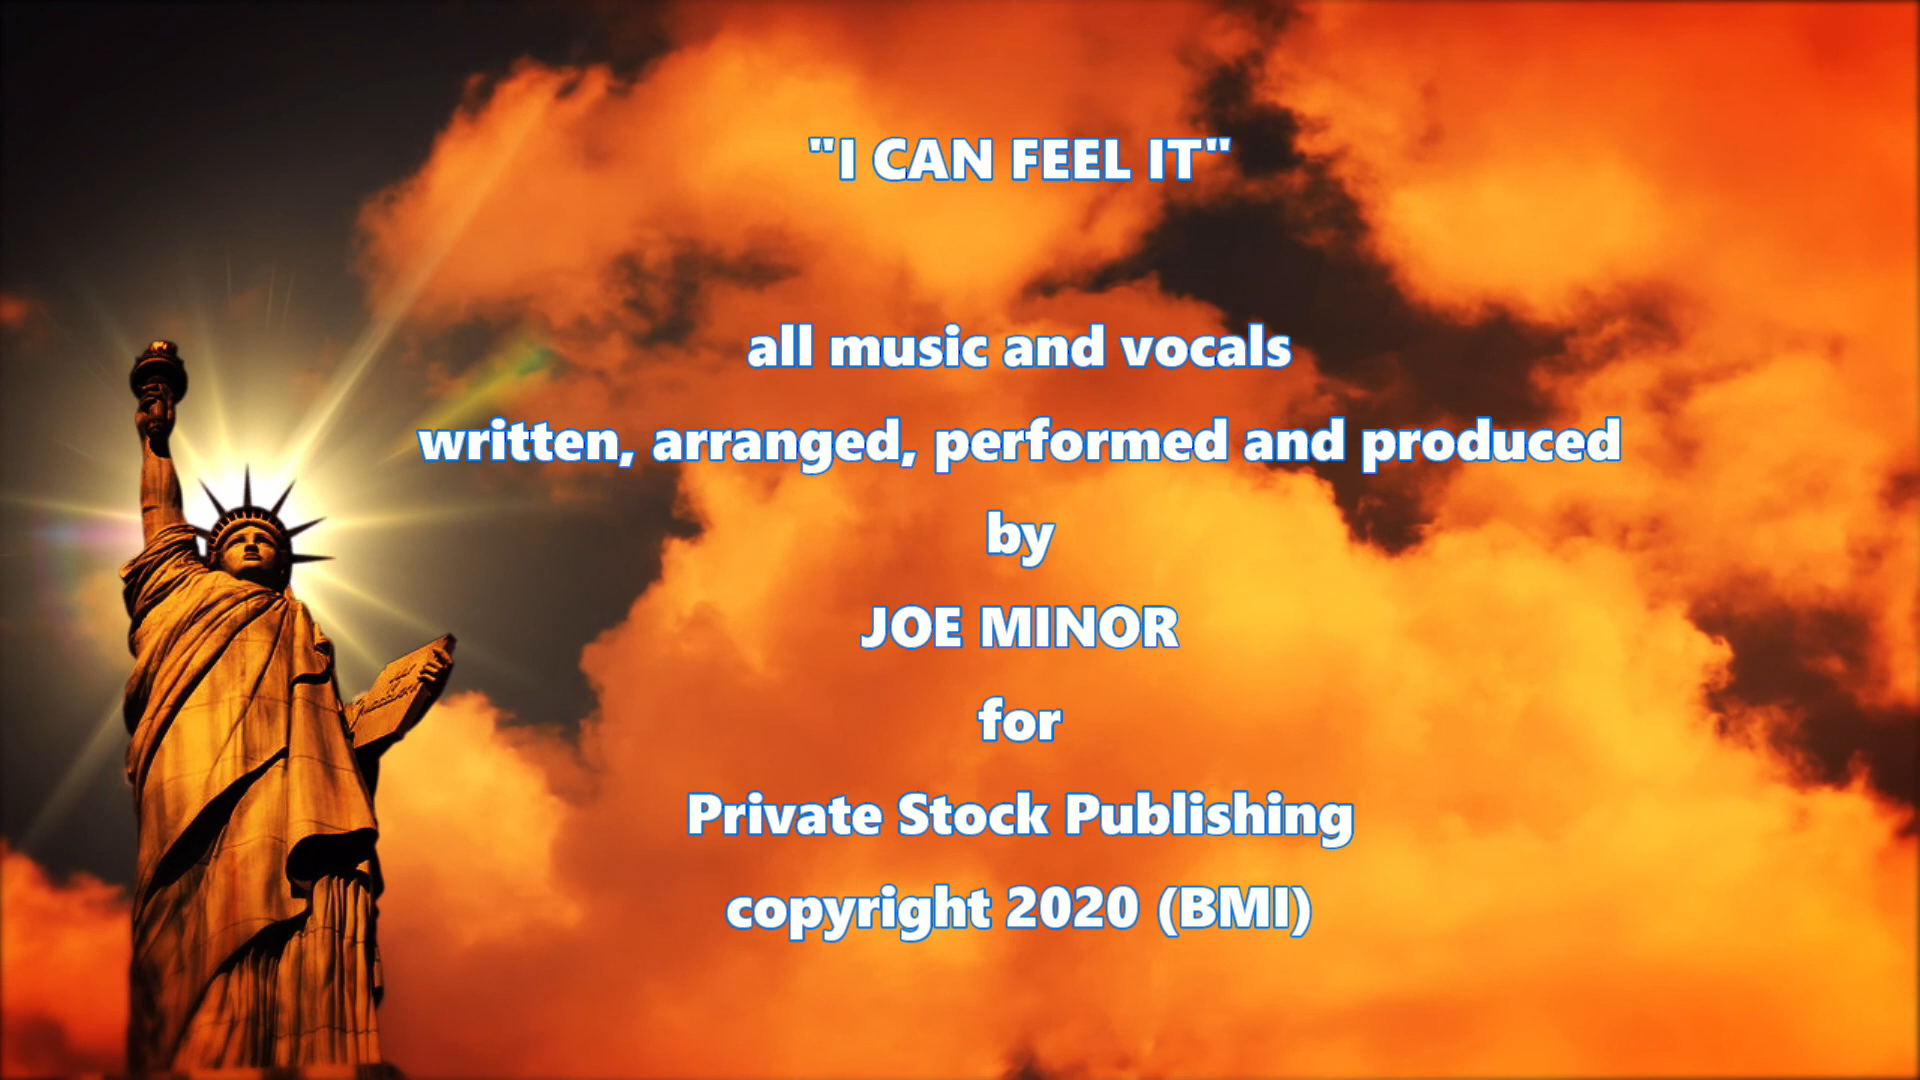 "I CAN FEEL IT"
all music and vocals
written, arranged, performed and produced
by
JOE MINOR
for
Private Stock Publishing
copyright 2020 (BMI)